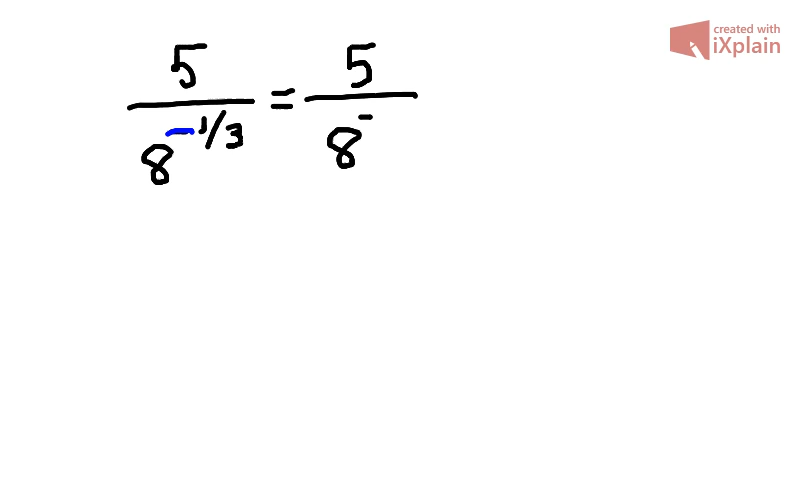 created with
iXplain
5/8^{-1/3} = 5/8^{-}